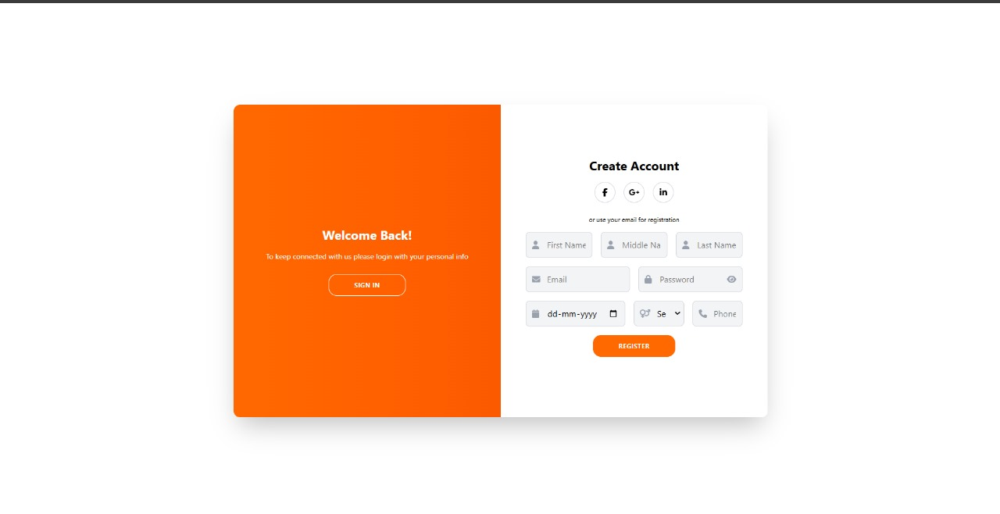 Welcome Back!
To keep connected with us please login with your personal info
SIGN IN
Create Account
f G+ in
or use your email for registration
First Name Middle Na Last Name
Email Password
dd-mm-yyyy Se Phone
REGISTER